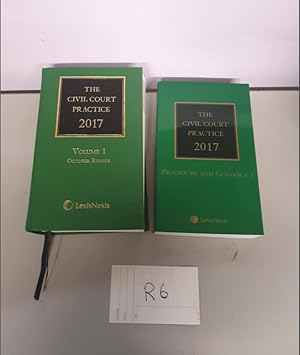 THE
CIVIL COURT
PRACTICE
2017
VOLUME 1
OCTOBER REISSUE
LexisNexis
THE
CIVIL COURT
PRACTICE
2017
PROCEDURE AND GUIDANCE
LexisNexis
R6